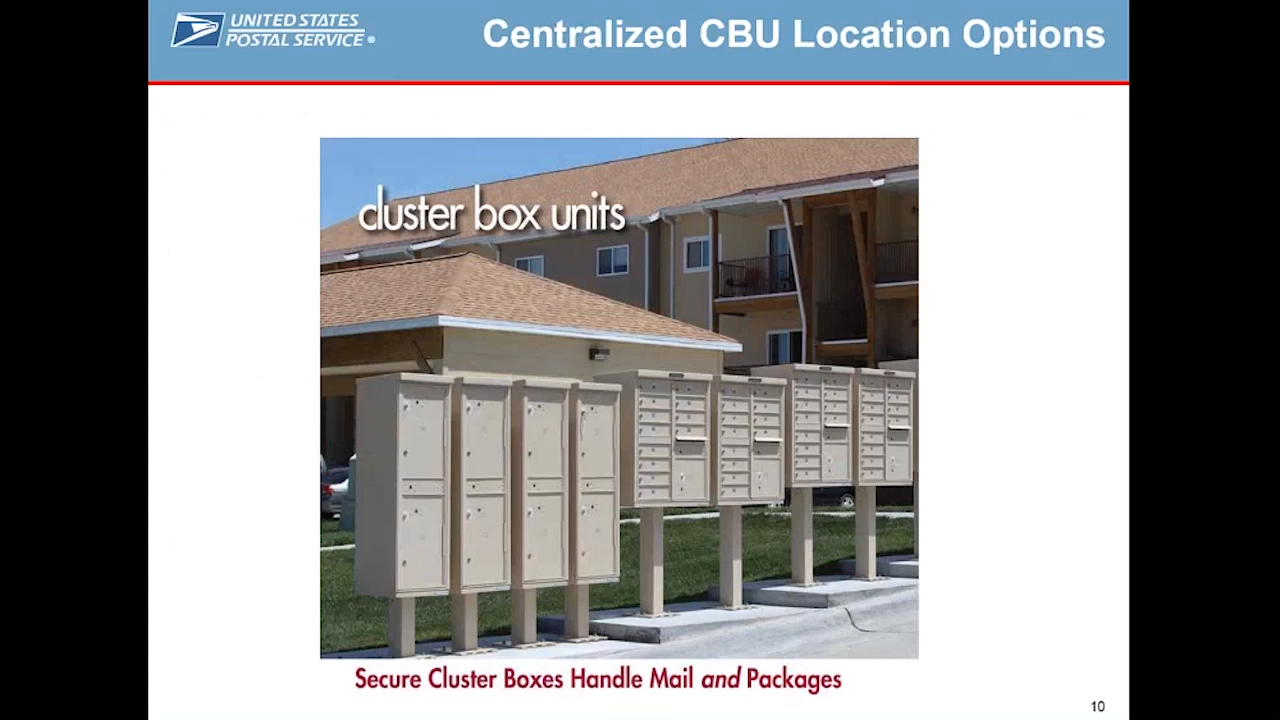 UNITED STATES
POSTAL SERVICE ®
Centralized CBU Location Options
cluster box units
Secure Cluster Boxes Handle Mail and Packages
10